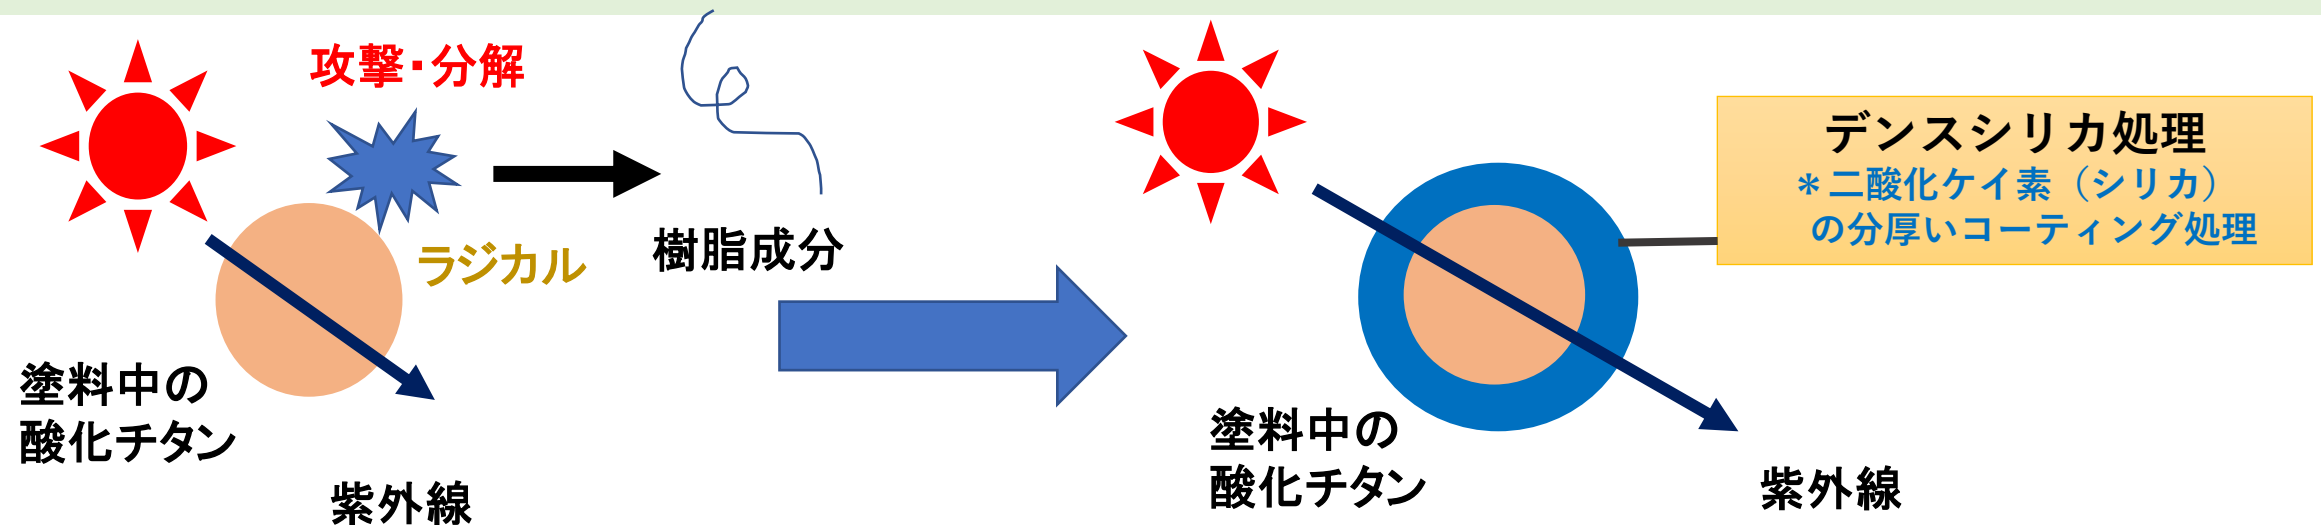 攻撃・分解
ラジカル
樹脂成分
塗料中の
酸化チタン
紫外線
デンスシリカ処理
＊二酸化ケイ素（シリカ）
の分厚いコーティング処理
塗料中の
酸化チタン
紫外線